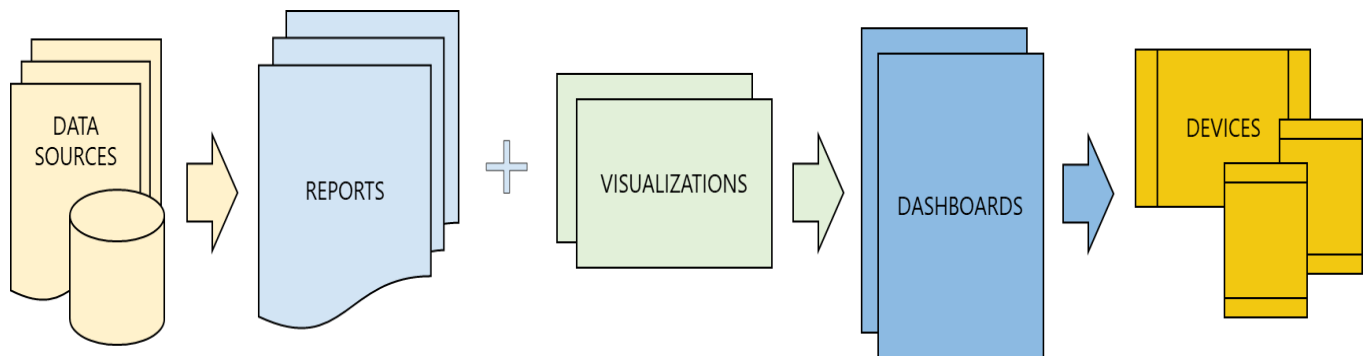 DATA
SOURCES
REPORTS
VISUALIZATIONS
DASHBOARDS
DEVICES